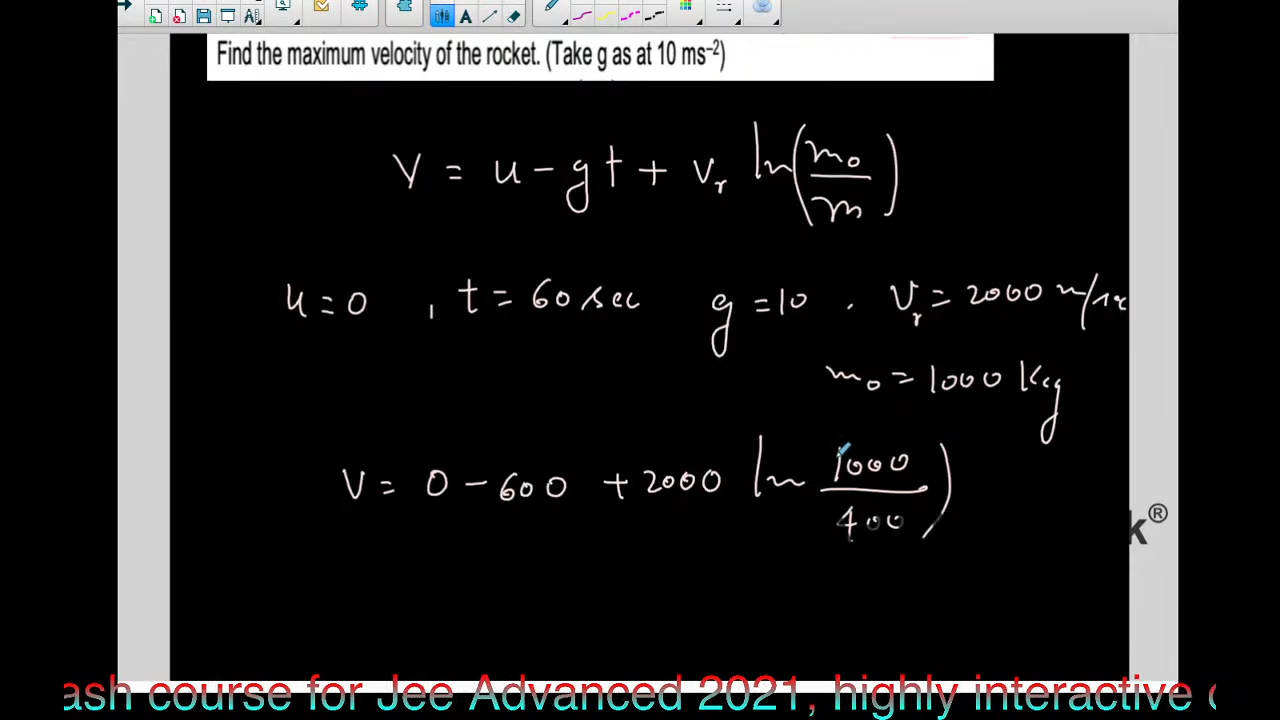 Find the maximum velocity of the rocket. (Take g as at 10 ms⁻²)
V = u - gt + vᵣ ln(m₀/m)
u = 0 , t = 60 sec g = 10 . Vᵣ = 2000 m/sec
m₀ = 1000 Kg
V = 0 - 600 + 2000 ln 1000/400)
k®
ash course for Jee Advanced 2021, highly interactive c